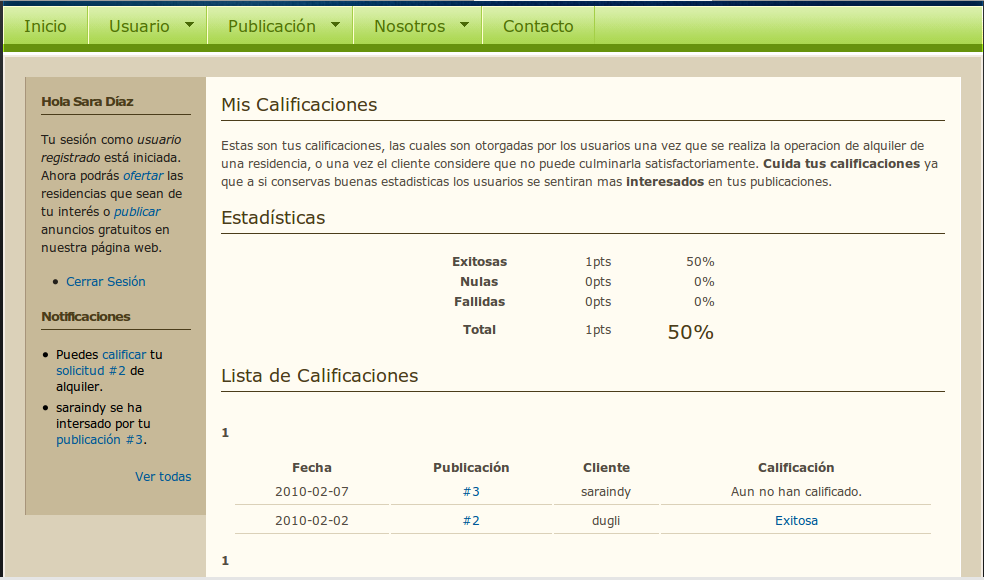 Inicio Usuario Publicación Nosotros Contacto
Hola Sara Díaz
Tu sesión como usuario
registrado está iniciada.
Ahora podrás ofertar las
residencias que sean de
tu interés o publicar
anuncios gratuitos en
nuestra página web.
Cerrar Sesión
Notificaciones
Puedes calificar tu
solicitud #2 de
alquiler.
saraindy se ha
intersado por tu
publicación #3.
Ver todas
Mis Calificaciones
Estas son tus calificaciones, las cuales son otorgadas por los usuarios una vez que se realiza la operacion de alquiler de
una residencia, o una vez el cliente considere que no puede culminarla satisfactoriamente. Cuida tus calificaciones ya
que a si conservas buenas estadisticas los usuarios se sentiran mas interesados en tus publicaciones.
Estadísticas
Exitosas 1pts 50%
Nulas 0pts 0%
Fallidas 0pts 0%
Total 1pts 50%
Lista de Calificaciones
1
Fecha Publicación Cliente Calificación
2010-02-07 #3 saraindy Aun no han calificado.
2010-02-02 #2 dugli Exitosa
1